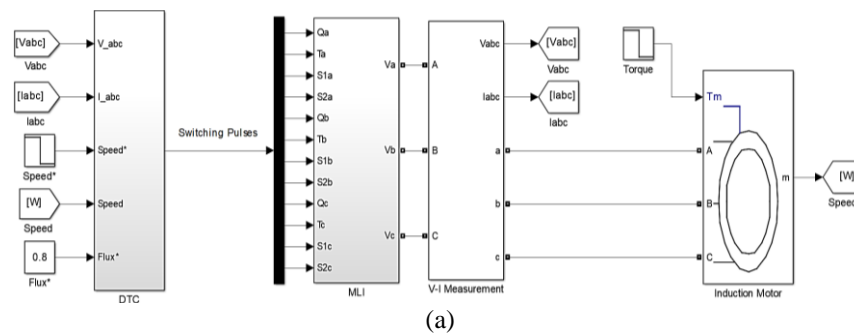 [Vabc]
Vabc
[Iabc]
Iabc
Speed*
[W]
Speed
0.8
Flux*
V_abc
I_abc
Speed*
Speed
Flux*
DTC
Switching Pulses
Qa
Ta
S1a
S2a
Qb
Tb
S1b
S2b
Qc
Tc
S1c
S2c
Va
Vb
Vc
MLI
A
B
C
Vabc
Iabc
a
b
c
V-I Measurement
[Vabc]
Vabc
[Iabc]
Iabc
Torque
Tm
A
B
C
m
Induction Motor
[W]
Speed
(a)